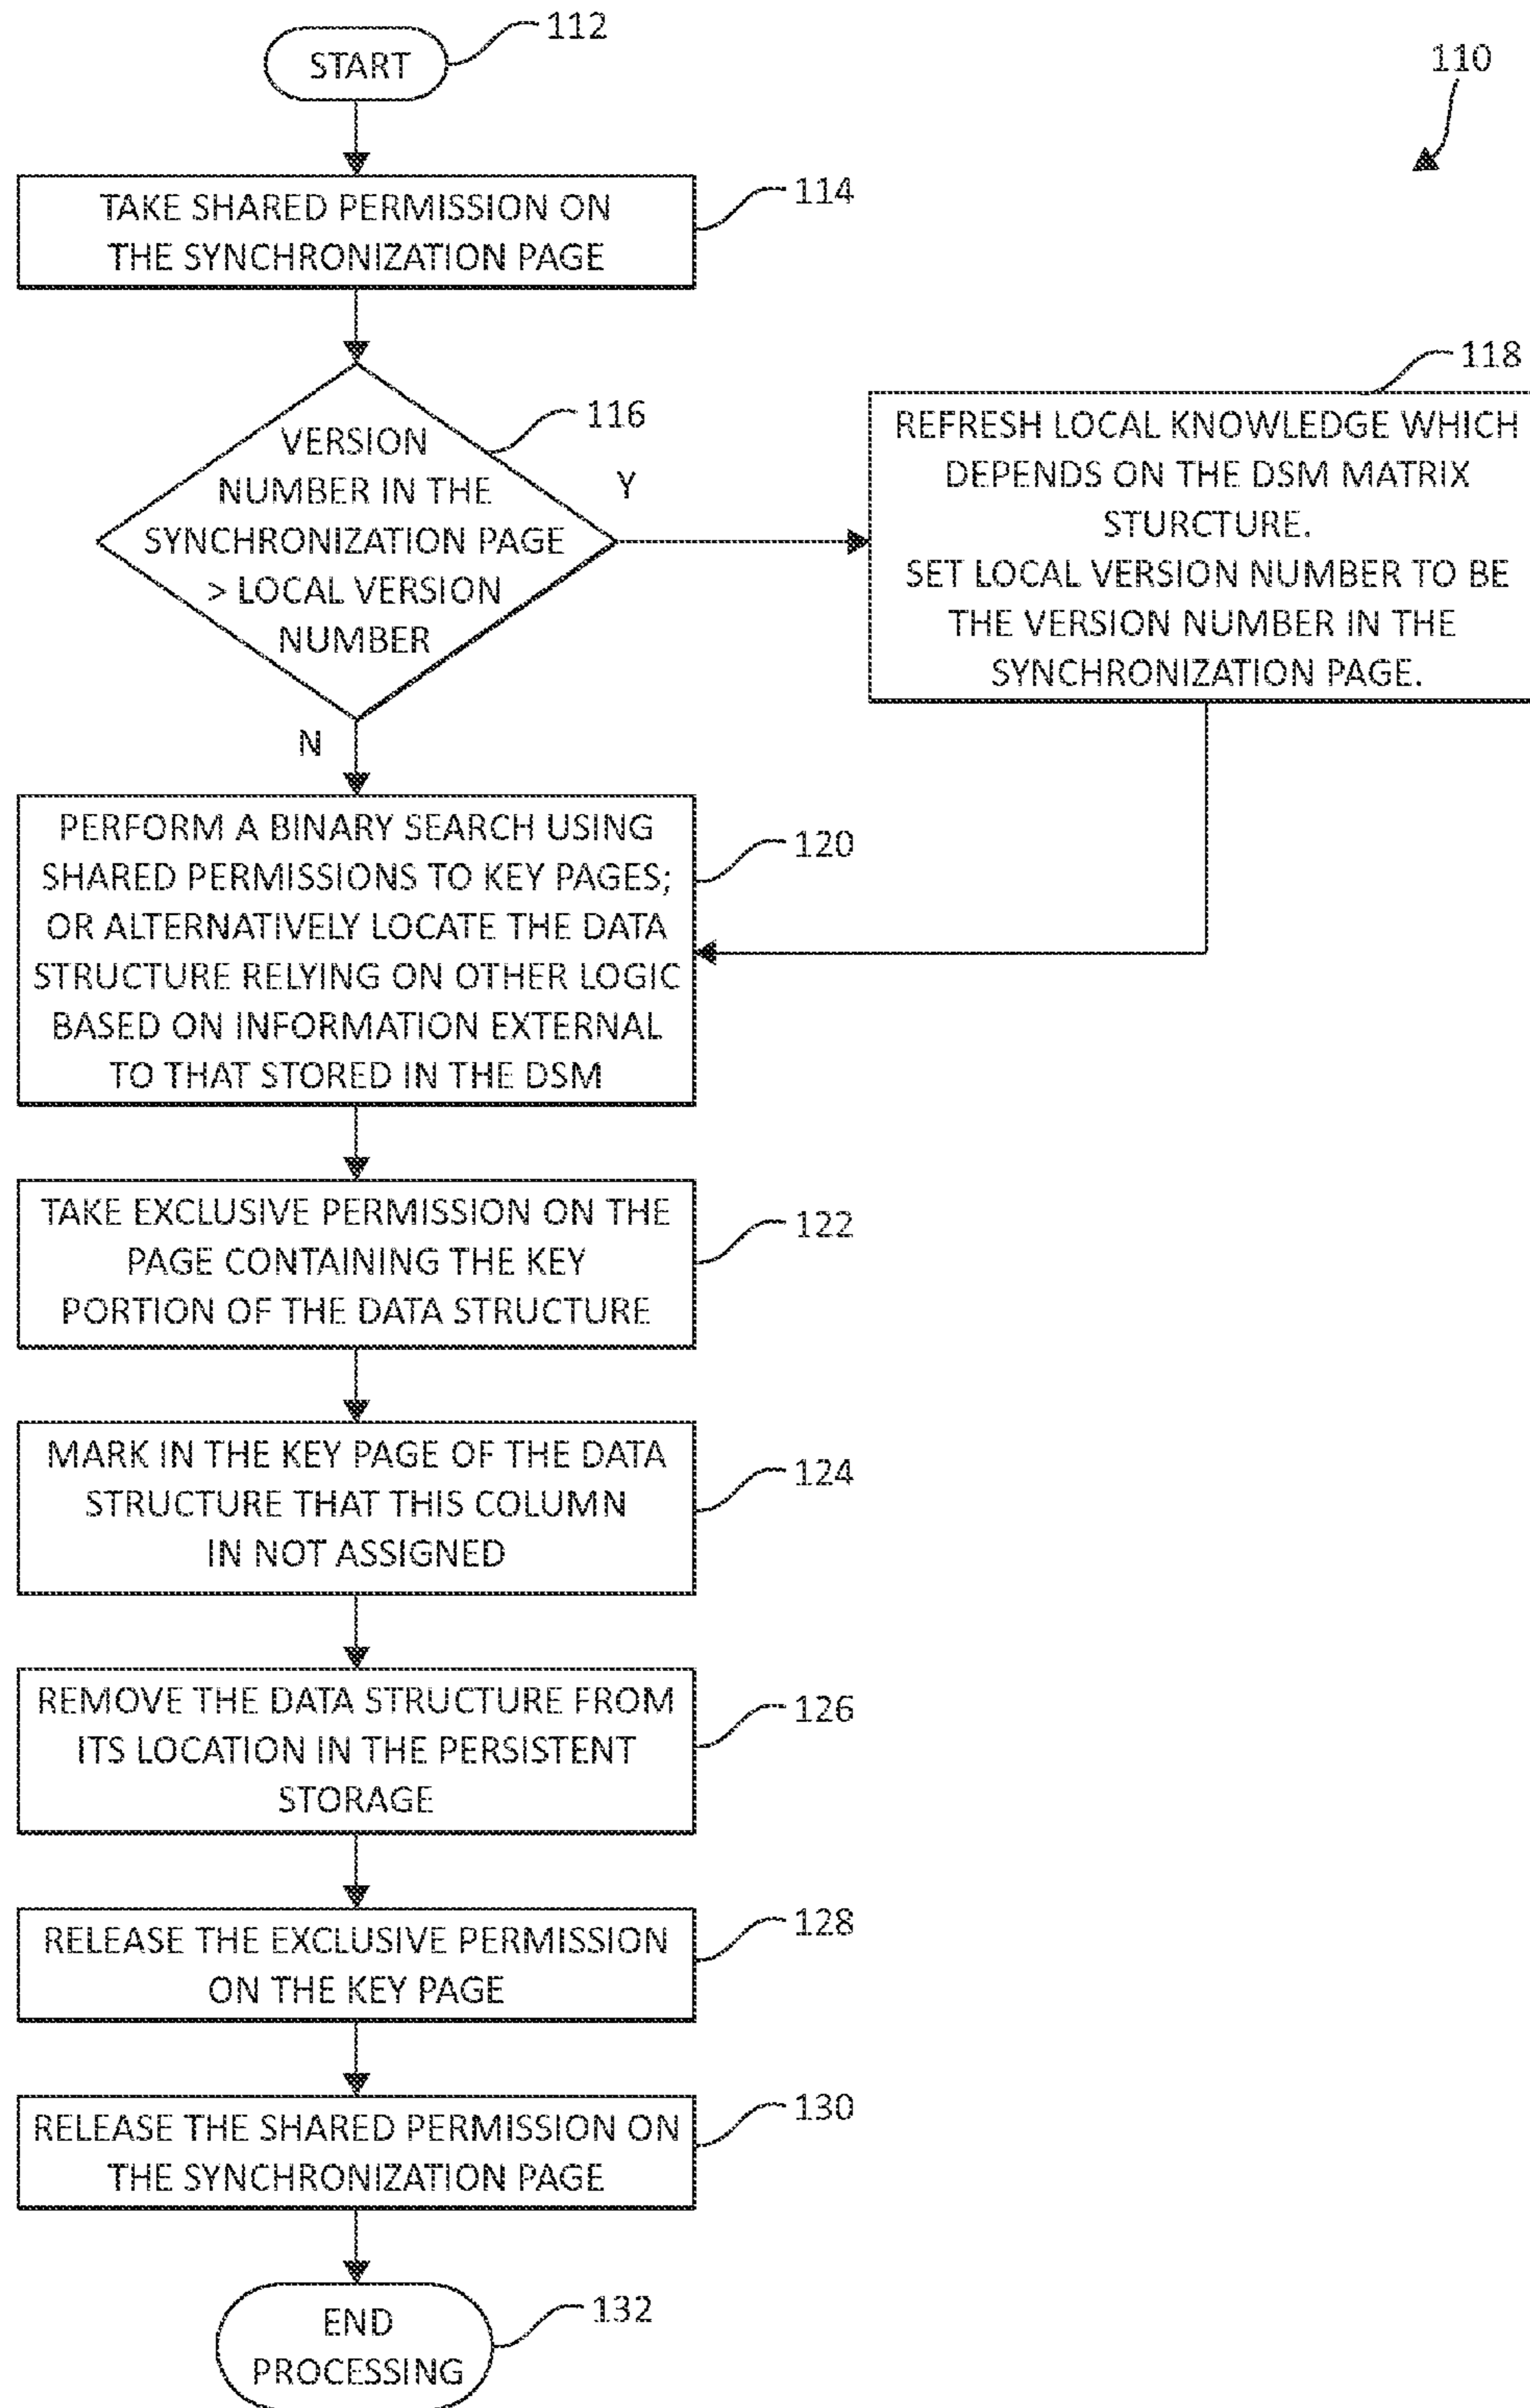 START
112
110
TAKE SHARED PERMISSION ON
THE SYNCHRONIZATION PAGE
114
VERSION
NUMBER IN THE
SYNCHRONIZATION PAGE
> LOCAL VERSION
NUMBER
116
Y
N
118
REFRESH LOCAL KNOWLEDGE WHICH
DEPENDS ON THE DSM MATRIX
STURCTURE.
SET LOCAL VERSION NUMBER TO BE
THE VERSION NUMBER IN THE
SYNCHRONIZATION PAGE.
PERFORM A BINARY SEARCH USING
SHARED PERMISSIONS TO KEY PAGES;
OR ALTERNATIVELY LOCATE THE DATA
STRUCTURE RELYING ON OTHER LOGIC
BASED ON INFORMATION EXTERNAL
TO THAT STORED IN THE DSM
120
TAKE EXCLUSIVE PERMISSION ON THE
PAGE CONTAINING THE KEY
PORTION OF THE DATA STRUCTURE
122
MARK IN THE KEY PAGE OF THE DATA
STRUCTURE THAT THIS COLUMN
IN NOT ASSIGNED
124
REMOVE THE DATA STRUCTURE FROM
ITS LOCATION IN THE PERSISTENT
STORAGE
126
RELEASE THE EXCLUSIVE PERMISSION
ON THE KEY PAGE
128
RELEASE THE SHARED PERMISSION ON
THE SYNCHRONIZATION PAGE
130
END
PROCESSING
132